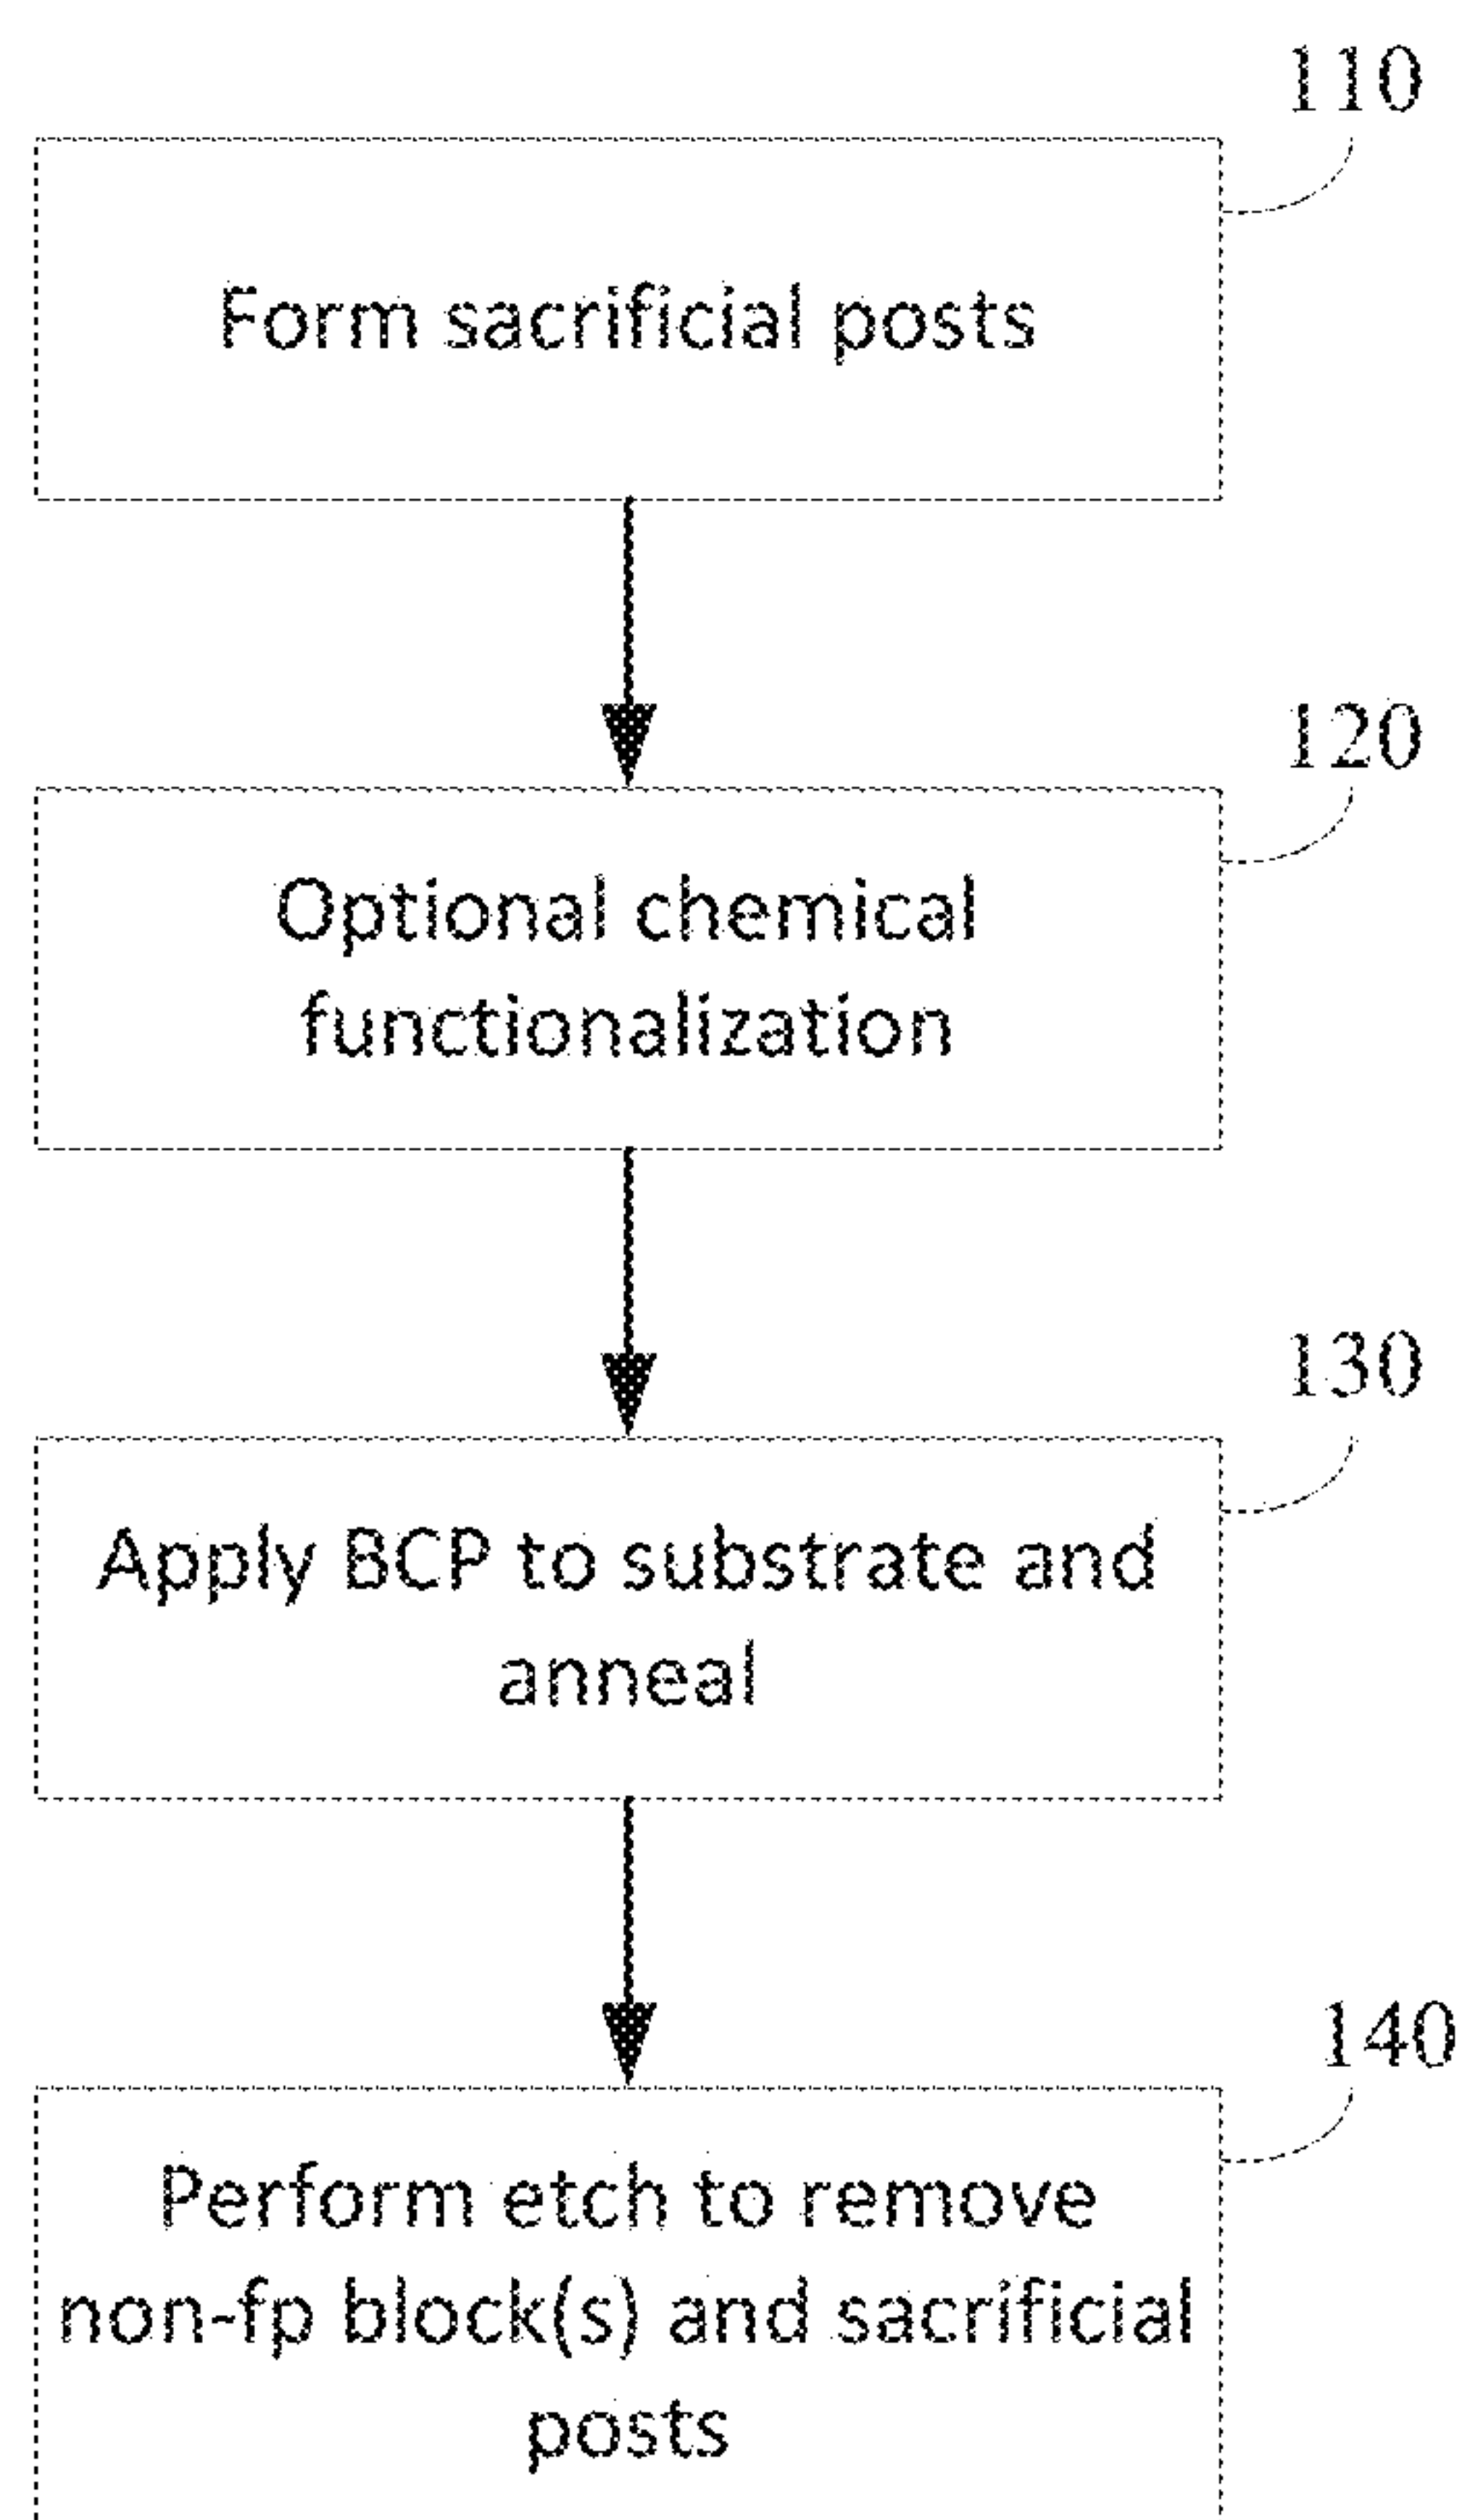 110
Form sacrificial posts
120
Optional chemical
functionalization
130
Apply BCP to substrate and
anneal
140
Perform etch to remove
non-fp block(s) and sacrificial
posts